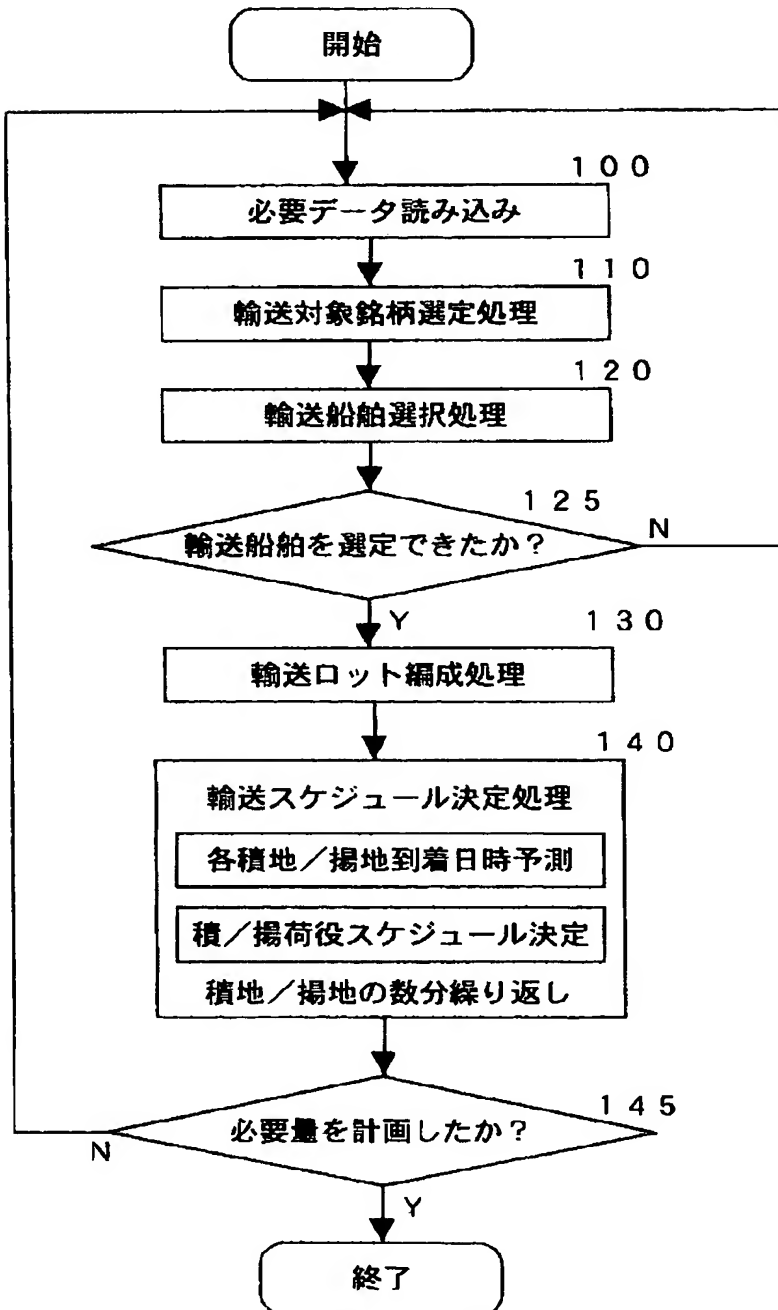 開始
100
必要データ読み込み
110
輸送対象銘柄選定処理
120
輸送船舶選択処理
125
輸送船舶を選定できたか？
N
Y
130
輸送ロット編成処理
140
輸送スケジュール決定処理
各積地／揚地到着日時予測
積／揚荷役スケジュール決定
積地／揚地の数分繰り返し
145
必要量を計画したか？
N
Y
終了